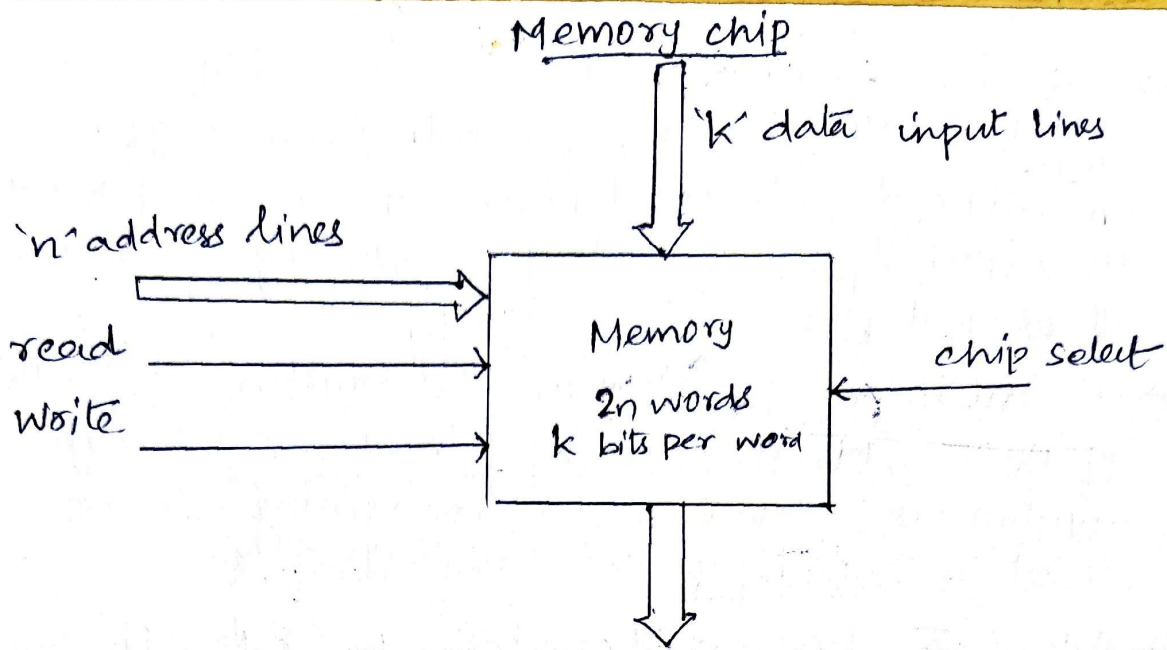 Memory chip
'k' data input lines
'n' address lines
read
write
Memory
2n words
k bits per word
chip select